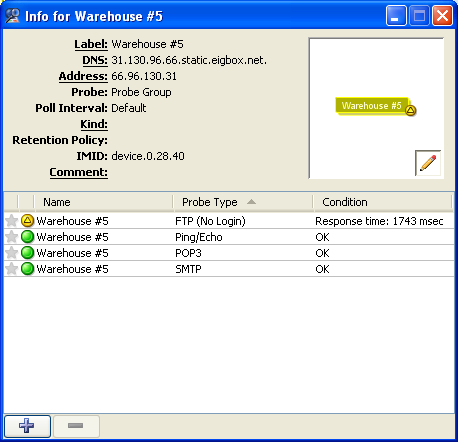 Info for Warehouse #5
Label: Warehouse #5
DNS: 31.130.96.66.static.eigbox.net.
Address: 66.96.130.31
Probe: Probe Group
Poll Interval: Default
Kind:
Retention Policy:
IMID: device.0.28.40
Comment:
Warehouse #5
Name Probe Type Condition
Warehouse #5 FTP (No Login) Response time: 1743 msec
Warehouse #5 Ping/Echo OK
Warehouse #5 POP3 OK
Warehouse #5 SMTP OK